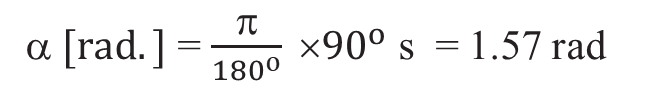 α [rad.] = π/180⁰ ×90⁰ s = 1.57 rad